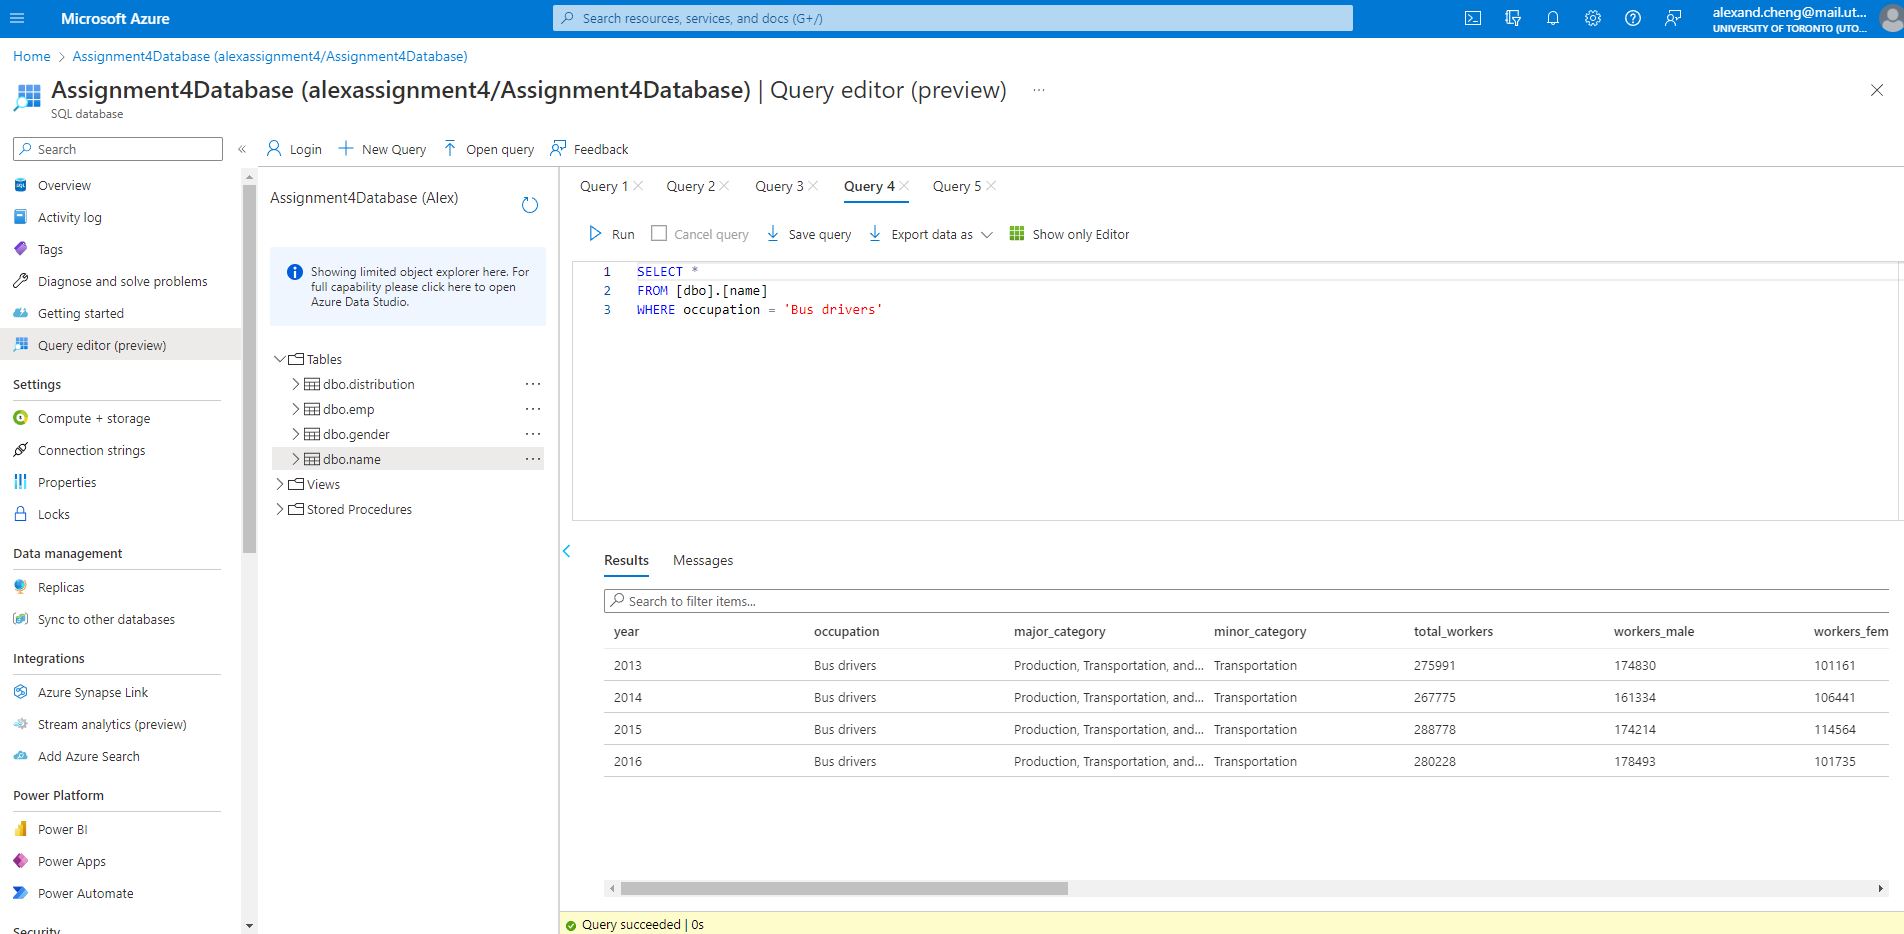 Microsoft Azure
Search resources, services, and docs (G+/)
alexand.cheng@mail.ut...
UNIVERSITY OF TORONTO (UTO...
Home > Assignment4Database (alexassignment4/Assignment4Database)
Assignment4Database (alexassignment4/Assignment4Database) | Query editor (preview) ...
SQL database
Search
Overview
Activity log
Tags
Diagnose and solve problems
Getting started
Query editor (preview)
Settings
Compute + storage
Connection strings
Properties
Locks
Data management
Replicas
Sync to other databases
Integrations
Azure Synapse Link
Stream analytics (preview)
Add Azure Search
Power Platform
Power BI
Power Apps
Power Automate
Security
Login New Query Open query Feedback
Assignment4Database (Alex)
Showing limited object explorer here. For
full capability please click here to open
Azure Data Studio.
Tables
dbo.distribution ...
dbo.emp ...
dbo.gender ...
dbo.name ...
Views
Stored Procedures
Query 1 Query 2 Query 3 Query 4 Query 5
Run Cancel query Save query Export data as Show only Editor
1 SELECT *
2 FROM [dbo].[name]
3 WHERE occupation = 'Bus drivers'
Results Messages
Search to filter items...
year occupation major_category minor_category total_workers workers_male workers_fem
2013 Bus drivers Production, Transportation, and... Transportation 275991 174830 101161
2014 Bus drivers Production, Transportation, and... Transportation 267775 161334 106441
2015 Bus drivers Production, Transportation, and... Transportation 288778 174214 114564
2016 Bus drivers Production, Transportation, and... Transportation 280228 178493 101735
Query succeeded | 0s